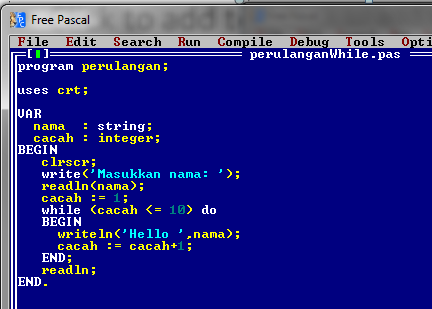 Free Pascal
File Edit Search Run Compile Debug Tools Opti
perulanganWhile.pas
program perulangan;
uses crt;
VAR
nama : string;
cacah : integer;
BEGIN
clrscr;
write('Masukkan nama: ');
readln(nama);
cacah := 1;
while (cacah <= 10) do
BEGIN
writeln('Hello ',nama);
cacah := cacah+1;
END;
readln;
END.